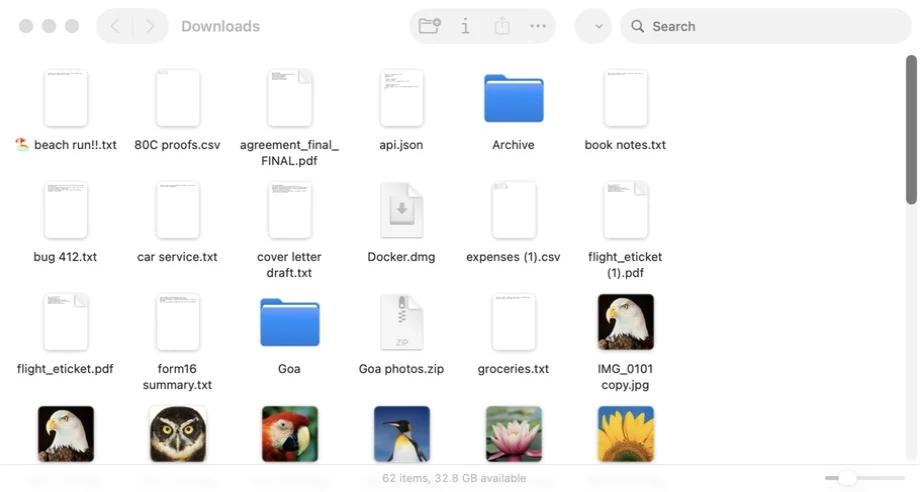 Downloads
Search
🏖️ beach run!!.txt
80C proofs.csv
agreement_final_
FINAL.pdf
api.json
Archive
book notes.txt
bug 412.txt
car service.txt
cover letter
draft.txt
Docker.dmg
expenses (1).csv
flight_eticket
(1).pdf
flight_eticket.pdf
form16
summary.txt
Goa
ZIP
Goa photos.zip
groceries.txt
IMG_0101
copy.jpg
62 items, 32.8 GB available